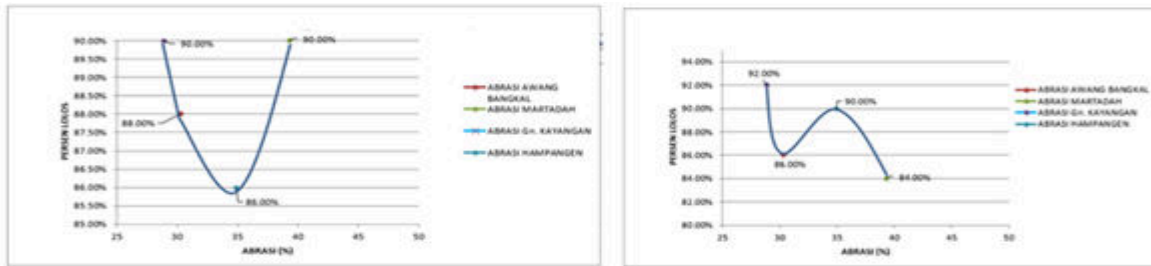 90.00%
89.50%
89.00%
88.50%
88.00%
87.50%
87.00%
86.50%
86.00%
85.50%
85.00%
PERSEN LOLOS
90.00%
90.00%
88.00%
86.00%
25 30 35 40 45 50
ABRASI (%)
ABRASI AWANG
BANGKAL
ABRASI MARTADAH
ABRASI Gn. KAYANGAN
ABRASI HAMPANGEN
94.00%
92.00%
90.00%
88.00%
86.00%
84.00%
82.00%
80.00%
PERSEN LOLOS
92.00%
90.00%
86.00%
84.00%
25 30 35 40 45 50
ABRASI (%)
ABRASI AWANG BANGKAL
ABRASI MARTADAH
ABRASI Gn. KAYANGAN
ABRASI HAMPANGEN